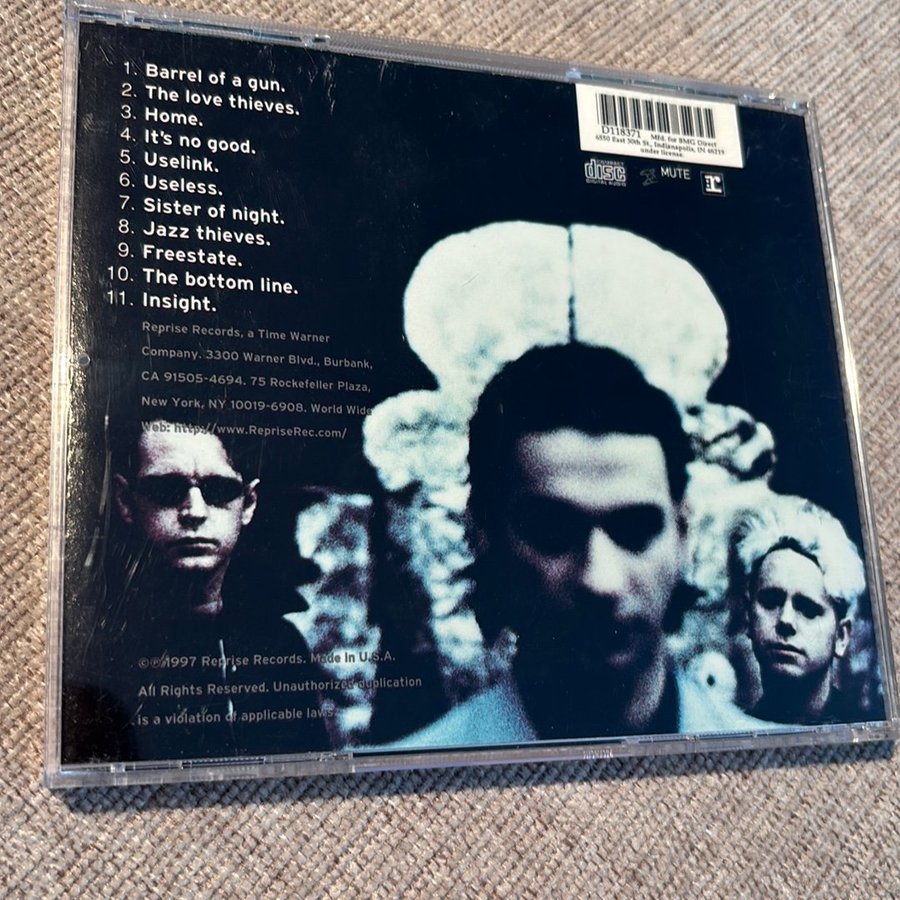 1. Barrel of a gun.
2. The love thieves.
3. Home.
4. It's no good.
5. Uselink.
6. Useless.
7. Sister of night.
8. Jazz thieves.
9. Freestate.
10. The bottom line.
11. Insight.
D118371 Mfd. for BMG Direct
6550 East 30th St., Indianapolis, IN 46219
under license.
COMPACT
disc
DIGITAL AUDIO
MUTE
r
Reprise Records, a Time Warner
Company. 3300 Warner Blvd., Burbank,
CA 91505-4694. 75 Rockefeller Plaza,
New York, NY 10019-6908. World Wide
Web: http://www.RepriseRec.com/
©℗1997 Reprise Records. Made In U.S.A.
All Rights Reserved. Unauthorized duplication
is a violation of applicable laws.